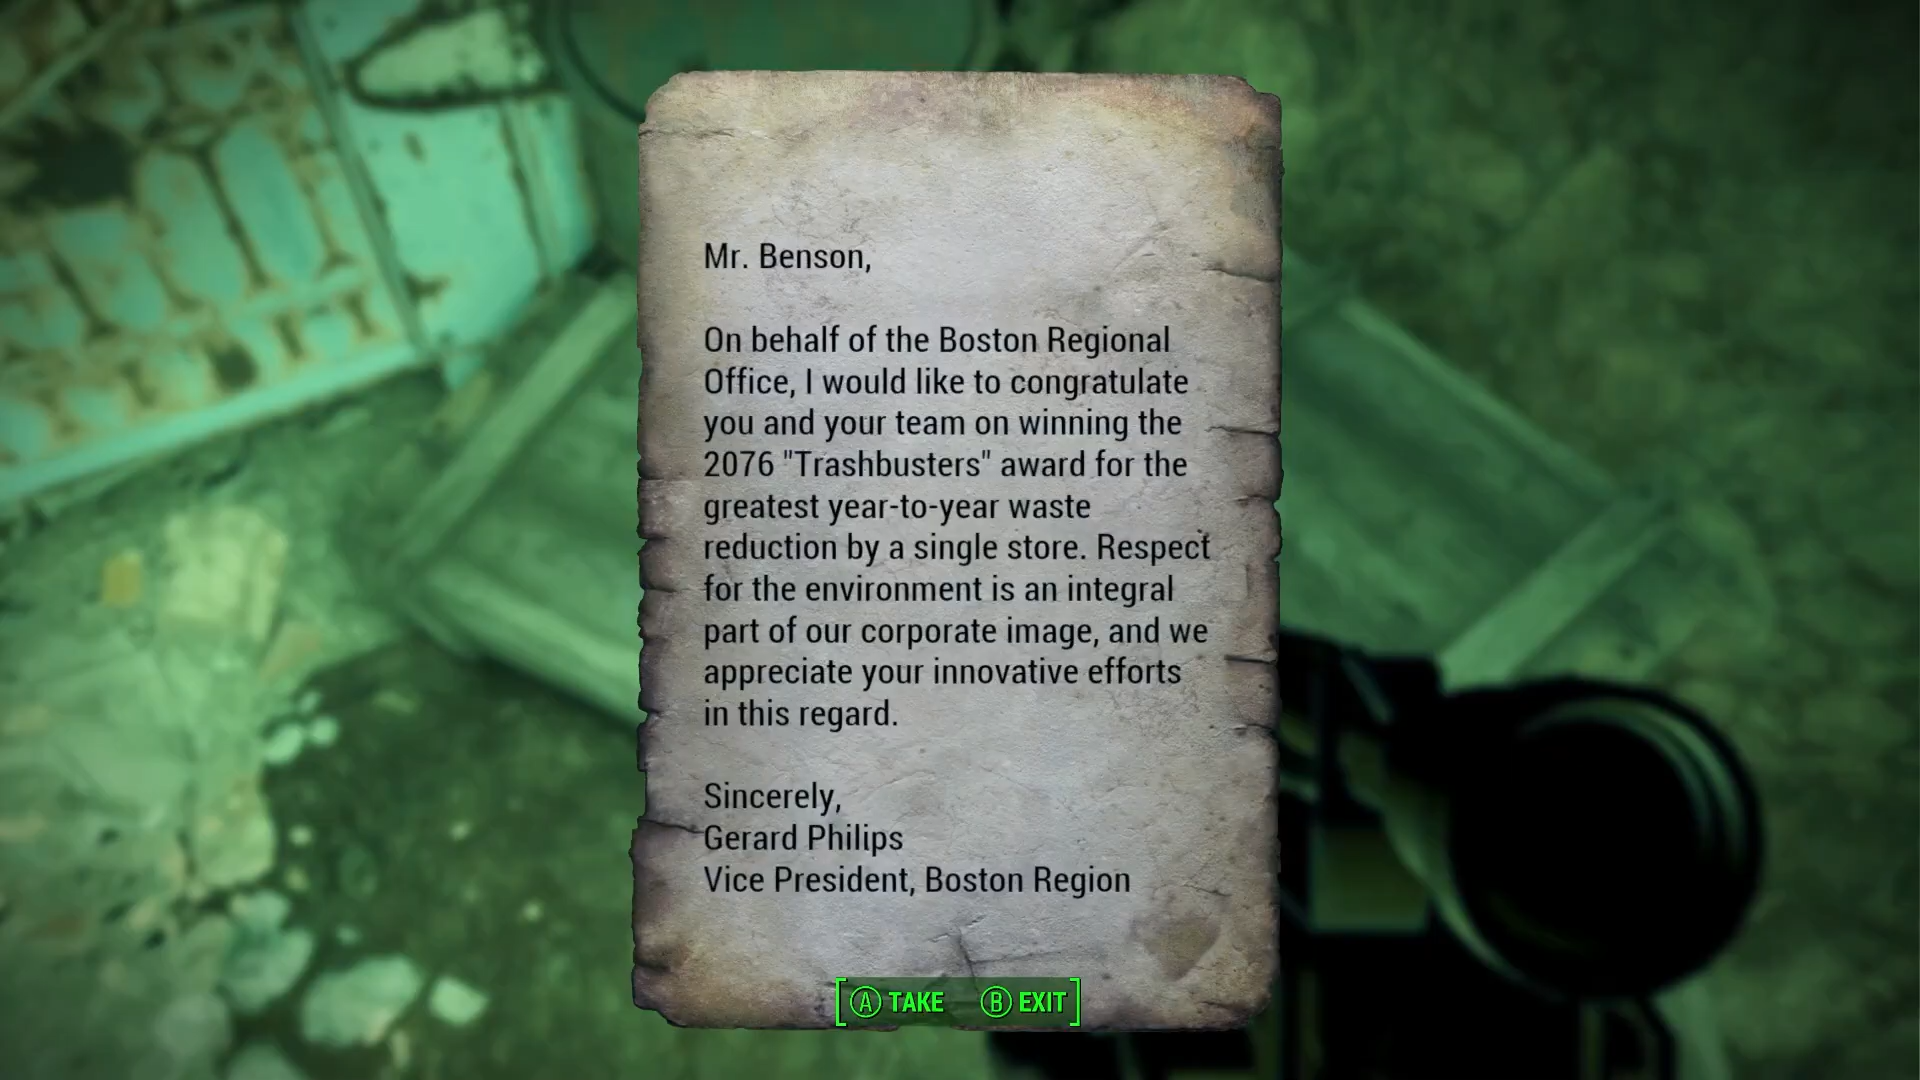 Mr. Benson,
On behalf of the Boston Regional
Office, I would like to congratulate
you and your team on winning the
2076 "Trashbusters" award for the
greatest year-to-year waste
reduction by a single store. Respect
for the environment is an integral
part of our corporate image, and we
appreciate your innovative efforts
in this regard.
Sincerely,
Gerard Philips
Vice President, Boston Region
A TAKE B EXIT